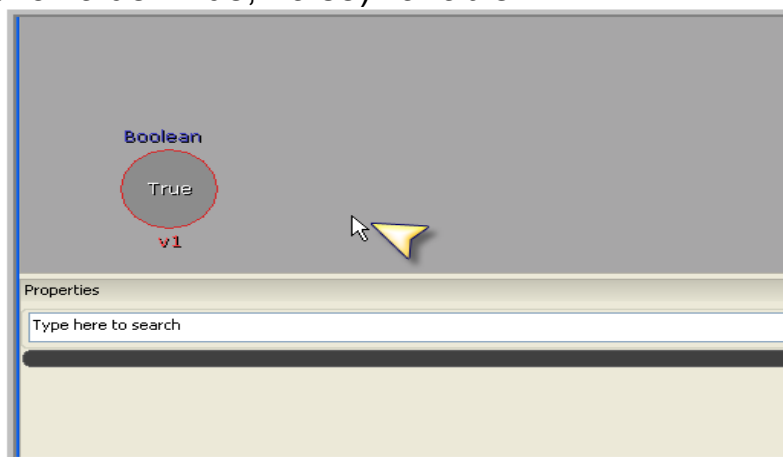 Boolean
True
v1
Properties
Type here to search